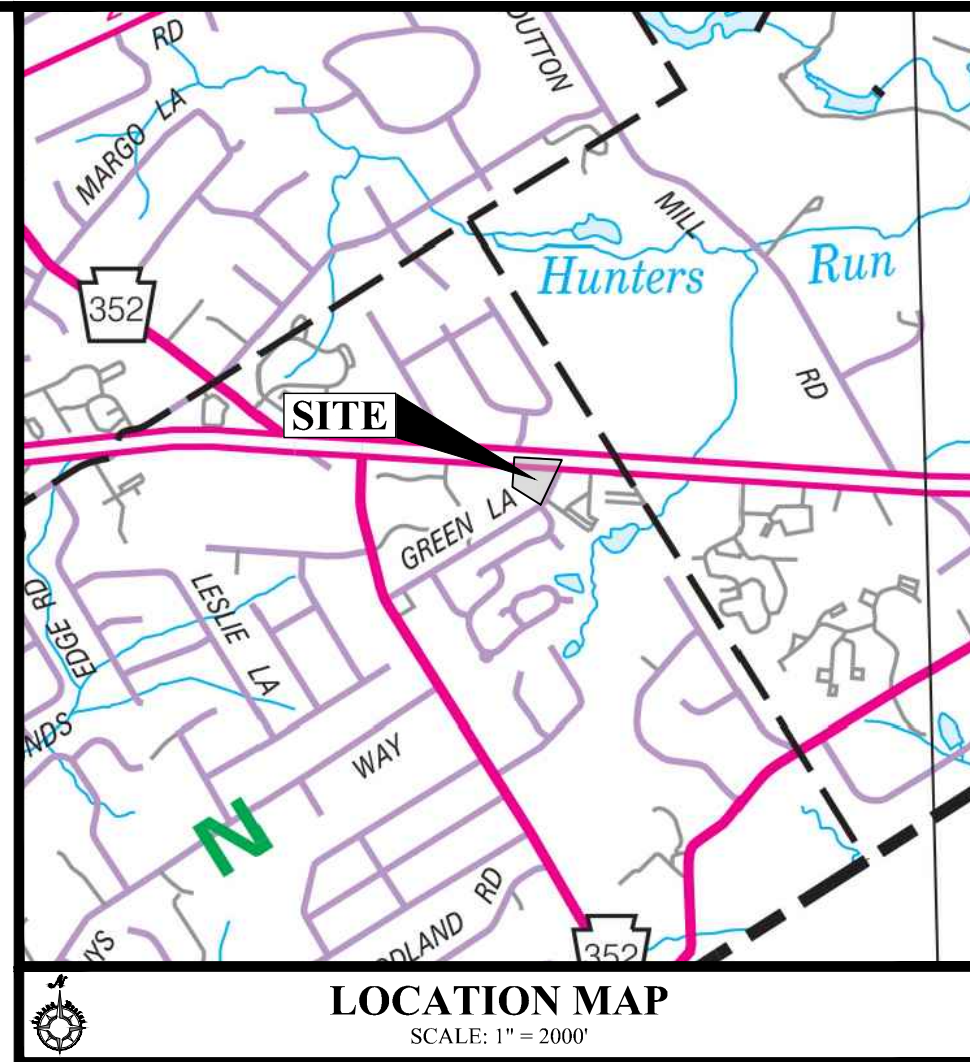 RD
DUTTON
MARGO LA
MILL
Hunters
Run
352
RD
SITE
GREEN LA
EDGE RD
LESLIE
LA
NDS
WAY
N
RD
DLAND
YS
352
N
LOCATION MAP
SCALE: 1" = 2000'